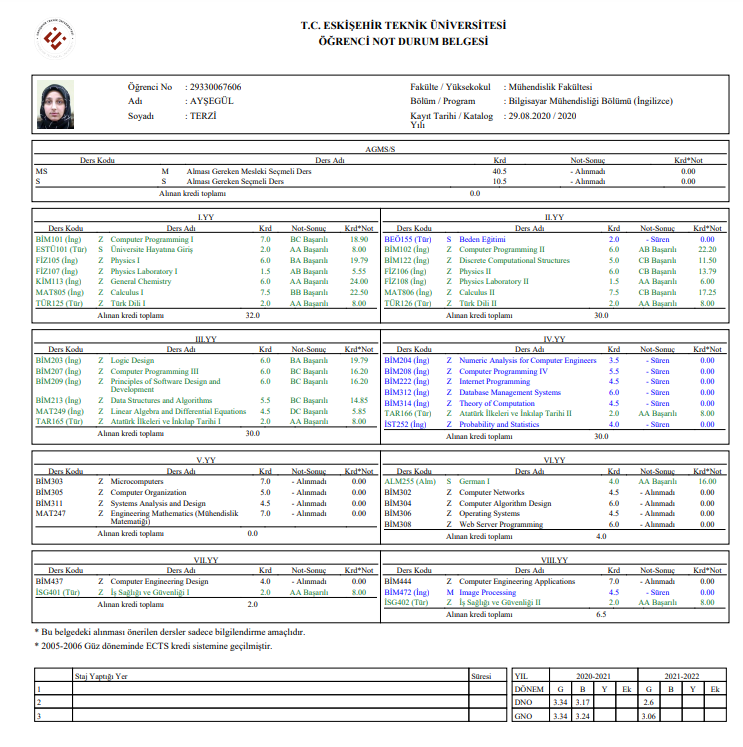 T.C. ESKİŞEHİR TEKNİK ÜNİVERSİTESİ
ÖĞRENCİ NOT DURUM BELGESİ
Öğrenci No : 29330067606 Fakülte / Yüksekokul : Mühendislik Fakültesi
Adı : AYŞEGÜL Bölüm / Program : Bilgisayar Mühendisliği Bölümü (İngilizce)
Soyadı : TERZİ Kayıt Tarihi / Katalog Yılı : 29.08.2020 / 2020
AGMS/S
Ders Kodu Ders Adı Krd Not-Sonuç Krd*Not
MS M Alması Gereken Mesleki Seçmeli Ders 40.5 - Alınmadı 0.00
S S Alması Gereken Seçmeli Ders 10.5 - Alınmadı 0.00
Alınan kredi toplamı 0.0
I.YY
Ders Kodu Ders Adı Krd Not-Sonuç Krd*Not
BİM101 (İng) Z Computer Programming I 7.0 BC Başarılı 18.90
ESTÜ101 (Tür) S Üniversite Hayatına Giriş 2.0 AA Başarılı 8.00
FİZ105 (İng) Z Physics I 6.0 BA Başarılı 19.79
FİZ107 (İng) Z Physics Laboratory I 1.5 AB Başarılı 5.55
KİM113 (İng) Z General Chemistry 6.0 AA Başarılı 24.00
MAT805 (İng) Z Calculus I 7.5 BB Başarılı 22.50
TÜR125 (Tür) Z Türk Dili I 2.0 AA Başarılı 8.00
Alınan kredi toplamı 32.0
II.YY
Ders Kodu Ders Adı Krd Not-Sonuç Krd*Not
BEÖ155 (Tür) S Beden Eğitimi 2.0 - Süren 0.00
BİM102 (İng) Z Computer Programming II 6.0 AB Başarılı 22.20
BİM122 (İng) Z Discrete Computational Structures 5.0 CB Başarılı 11.50
FİZ106 (İng) Z Physics II 6.0 CB Başarılı 13.79
FİZ108 (İng) Z Physics Laboratory II 1.5 AA Başarılı 6.00
MAT806 (İng) Z Calculus II 7.5 CB Başarılı 17.25
TÜR126 (Tür) Z Türk Dili II 2.0 AA Başarılı 8.00
Alınan kredi toplamı 30.0
III.YY
Ders Kodu Ders Adı Krd Not-Sonuç Krd*Not
BİM203 (İng) Z Logic Design 6.0 BA Başarılı 19.79
BİM207 (İng) Z Computer Programming III 6.0 BC Başarılı 16.20
BİM209 (İng) Z Principles of Software Design and Development 6.0 BC Başarılı 16.20
BİM213 (İng) Z Data Structures and Algorithms 5.5 BC Başarılı 14.85
MAT249 (İng) Z Linear Algebra and Differential Equations 4.5 DC Başarılı 5.85
TAR165 (Tür) Z Atatürk İlkeleri ve İnkılap Tarihi I 2.0 AA Başarılı 8.00
Alınan kredi toplamı 30.0
IV.YY
Ders Kodu Ders Adı Krd Not-Sonuç Krd*Not
BİM204 (İng) Z Numeric Analysis for Computer Engineers 3.5 - Süren 0.00
BİM208 (İng) Z Computer Programming IV 5.5 - Süren 0.00
BİM222 (İng) Z Internet Programming 4.5 - Süren 0.00
BİM312 (İng) Z Database Management Systems 6.0 - Süren 0.00
BİM314 (İng) Z Theory of Computation 4.5 - Süren 0.00
TAR166 (Tür) Z Atatürk İlkeleri ve İnkılap Tarihi II 2.0 AA Başarılı 8.00
İST252 (İng) Z Probability and Statistics 4.0 - Süren 0.00
Alınan kredi toplamı 30.0
V.YY
Ders Kodu Ders Adı Krd Not-Sonuç Krd*Not
BİM303 Z Microcomputers 7.0 - Alınmadı 0.00
BİM305 Z Computer Organization 5.0 - Alınmadı 0.00
BİM311 Z Systems Analysis and Design 4.5 - Alınmadı 0.00
MAT247 Z Engineering Mathematics (Mühendislik Matematiği) 7.0 - Alınmadı 0.00
Alınan kredi toplamı 0.0
VI.YY
Ders Kodu Ders Adı Krd Not-Sonuç Krd*Not
ALM255 (Alm) S German I 4.0 AA Başarılı 16.00
BİM302 Z Computer Networks 4.5 - Alınmadı 0.00
BİM304 Z Computer Algorithm Design 6.0 - Alınmadı 0.00
BİM306 Z Operating Systems 4.5 - Alınmadı 0.00
BİM308 Z Web Server Programming 6.0 - Alınmadı 0.00
Alınan kredi toplamı 4.0
VII.YY
Ders Kodu Ders Adı Krd Not-Sonuç Krd*Not
BİM437 Z Computer Engineering Design 4.0 - Alınmadı 0.00
İSG401 (Tür) Z İş Sağlığı ve Güvenliği I 2.0 AA Başarılı 8.00
Alınan kredi toplamı 2.0
VIII.YY
Ders Kodu Ders Adı Krd Not-Sonuç Krd*Not
BİM444 Z Computer Engineering Applications 7.0 - Alınmadı 0.00
BİM472 (İng) M Image Processing 4.5 - Süren 0.00
İSG402 (Tür) Z İş Sağlığı ve Güvenliği II 2.0 AA Başarılı 8.00
Alınan kredi toplamı 6.5
* Bu belgedeki alınması önerilen dersler sadece bilgilendirme amaçlıdır.
* 2005-2006 Güz döneminde ECTS kredi sistemine geçilmiştir.
Staj Yaptığı Yer Süresi
1
2
3
YIL 2020-2021 2021-2022
DÖNEM G B Y Ek G B Y Ek
DNO 3.34 3.17 2.6
GNO 3.34 3.24 3.06